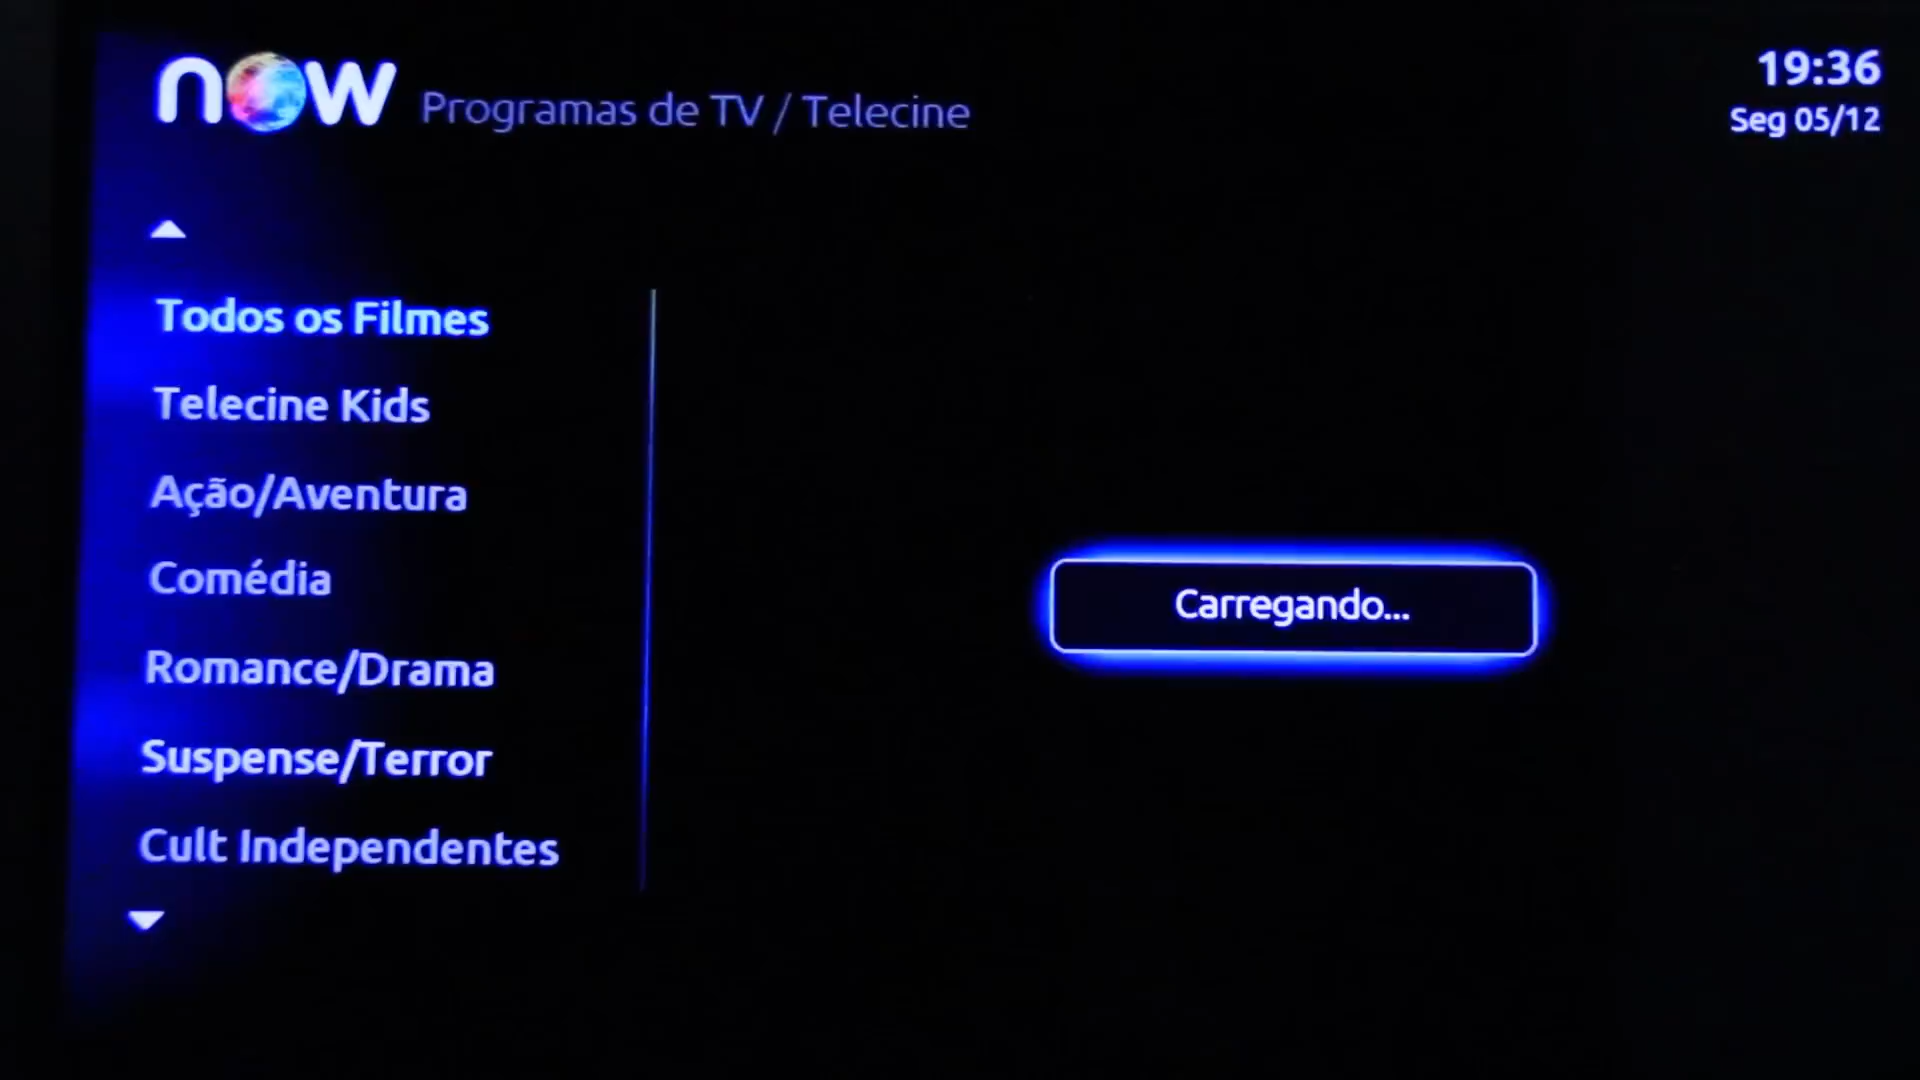 now
Programas de TV / Telecine
19:36
Seg 05/12
Todos os Filmes
Telecine Kids
Ação/Aventura
Comédia
Romance/Drama
Suspense/Terror
Cult Independentes
Carregando...